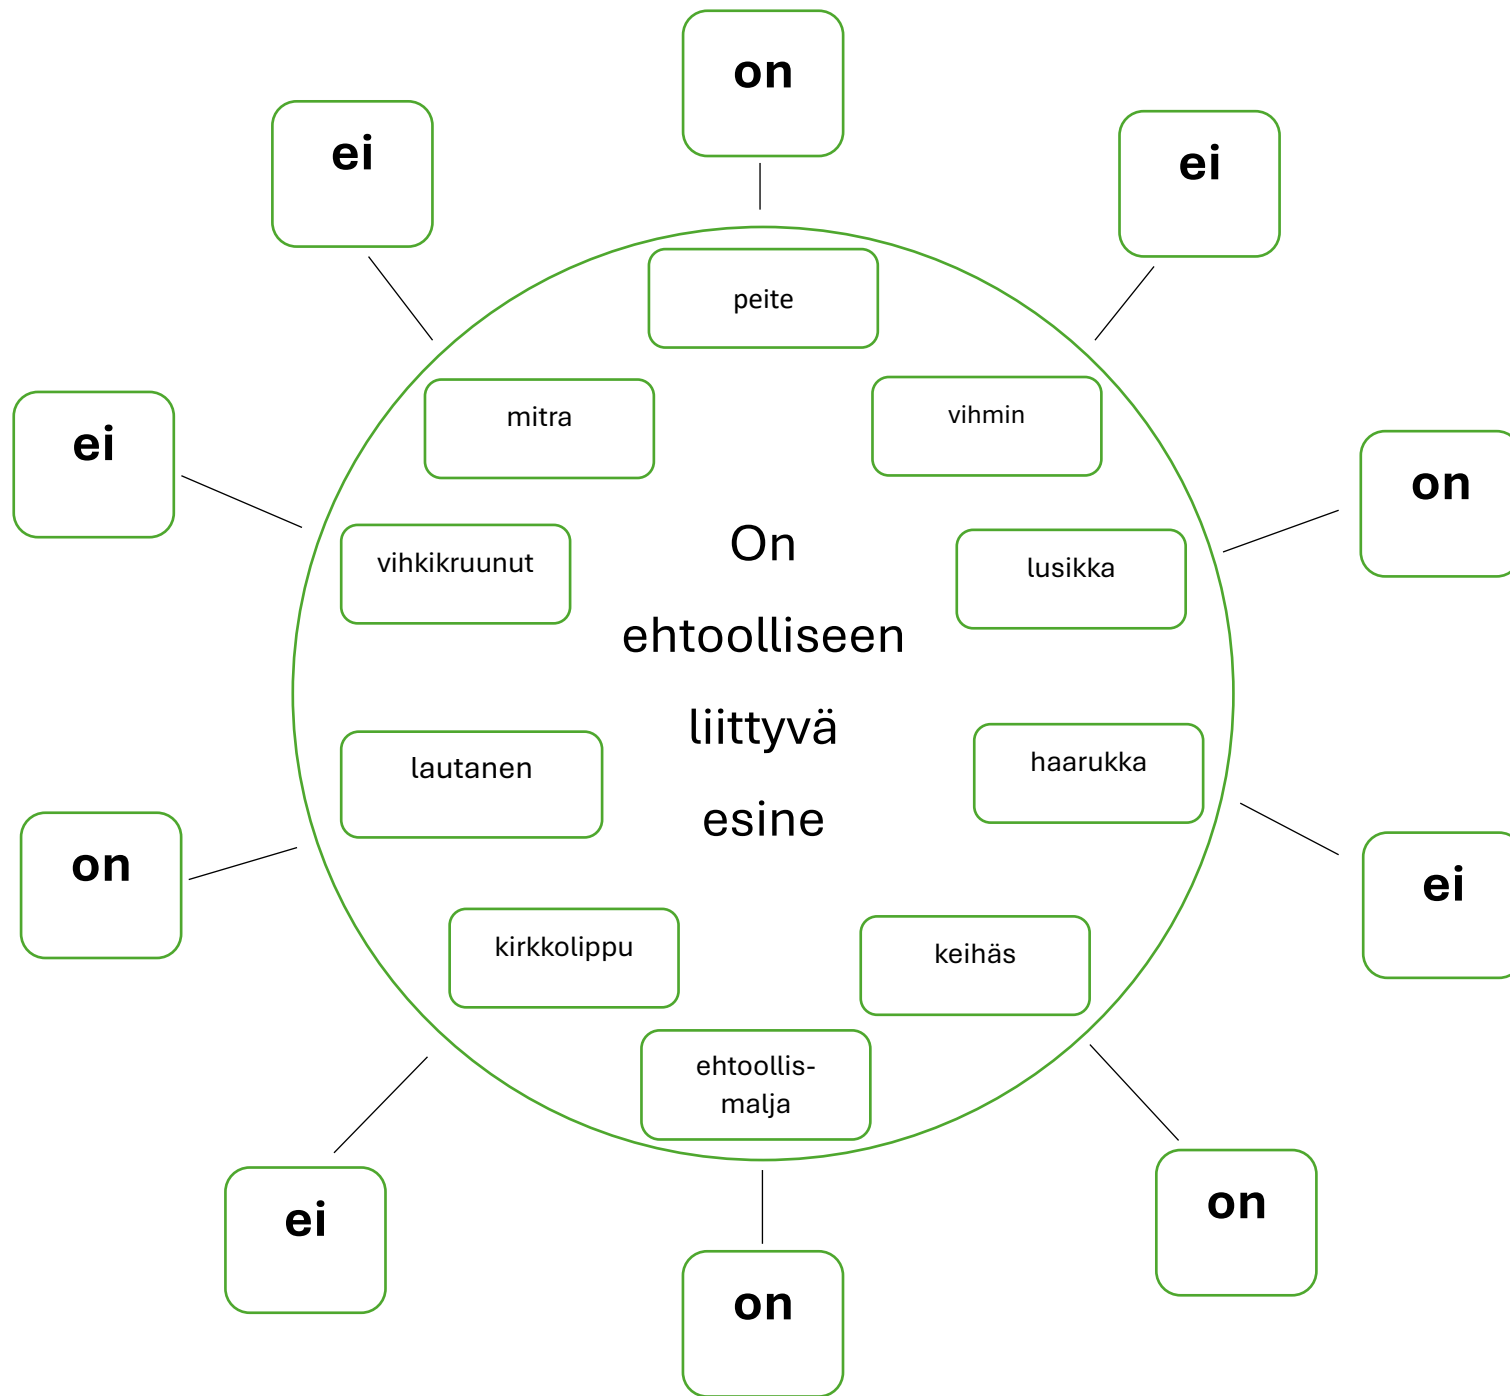 on
ei
ei
peite
mitra
vihmin
ei
on
On
vihkikruunut
lusikka
ehtoolliseen
liittyvä
lautanen
haarukka
esine
on
ei
kirkkolippu
keihäs
ehtoollis-
malja
ei
on
on